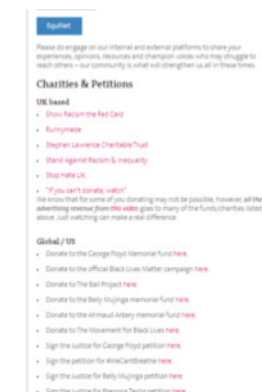 EquiNet
Please do engage on our internal and external platforms to share your
experiences, opinions, resources and champion voices who may struggle to
reach others – our community is what will strengthen us all in these times.
Charities & Petitions
UK based
Show Racism the Red Card
Runnymede
Stephen Lawrence Charitable Trust
Stand Against Racism & Inequality
Stop Hate UK
"If you can't donate, watch"
We know that for some of you donating may not be possible, however, all the
advertising revenue from this video goes to many of the funds/charities listed
above. Just watching can make a real difference.
Global / US
Donate to the George Floyd Memorial fund here.
Donate to the official Black Lives Matter campaign here.
Donate to The Bail Project here.
Donate to the Belly Mujinga memorial fund here.
Donate to the Ahmaud Arbery memorial fund here.
Donate to The Movement for Black Lives here.
Sign the Justice for George Floyd petition here.
Sign the petition for #WeCantBreathe here.
Sign the Justice for Belly Mujinga petition here.
Sign the Justice for Breonna Taylor petition here.